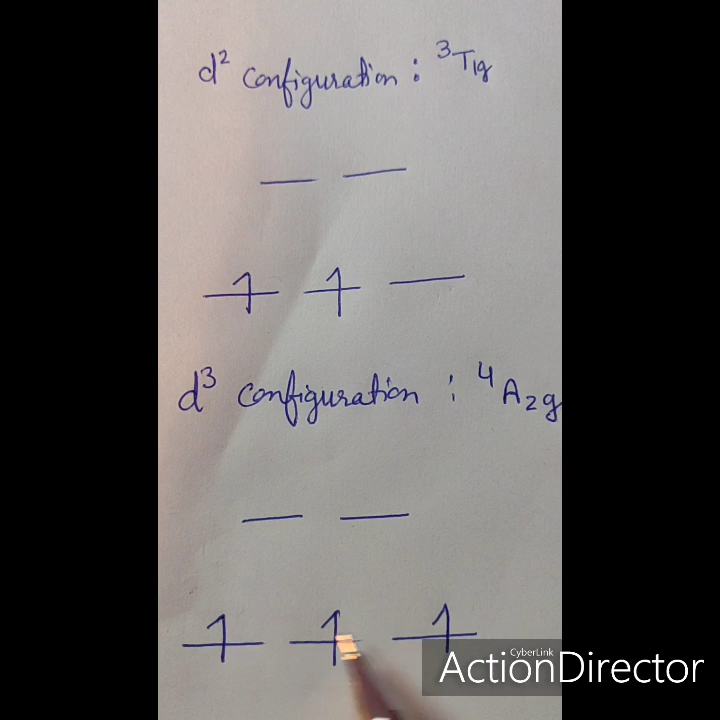 d² configuration : ³T₁g
d³ configuration : ⁴A₂g
CyberLink
ActionDirector